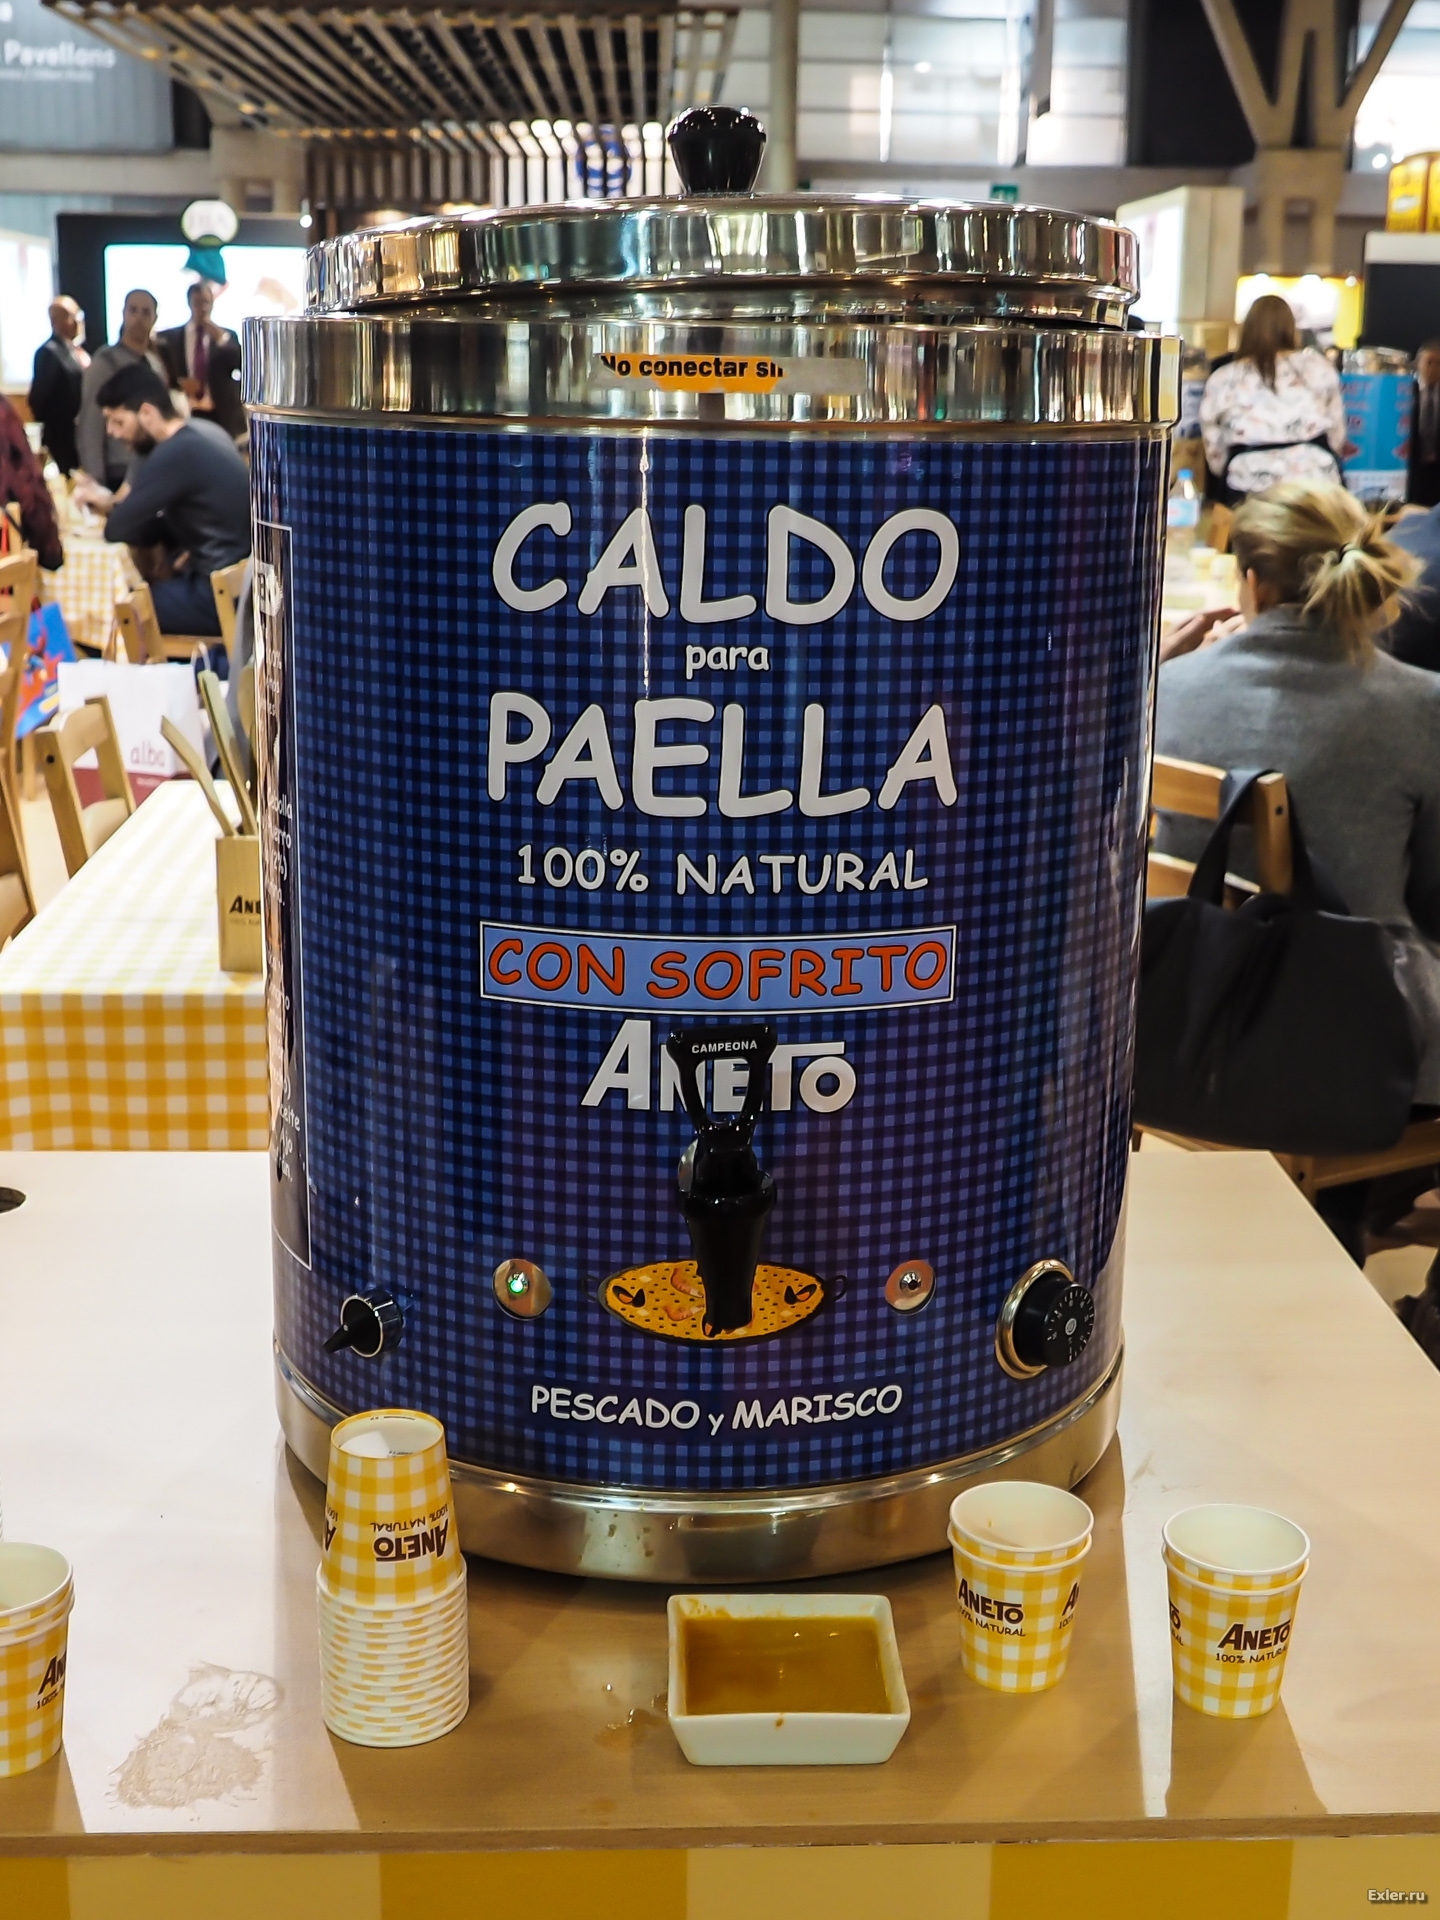 Pavellons
No conectar
CALDO
para
PAELLA
100% NATURAL
CON SOFRITO
ANETO
CAMPEONA
PESCADO y MARISCO
alba
ANETO
100% NATURAL
ANETO
100% NATURAL
ANETO
100% NATURAL
Exler.ru